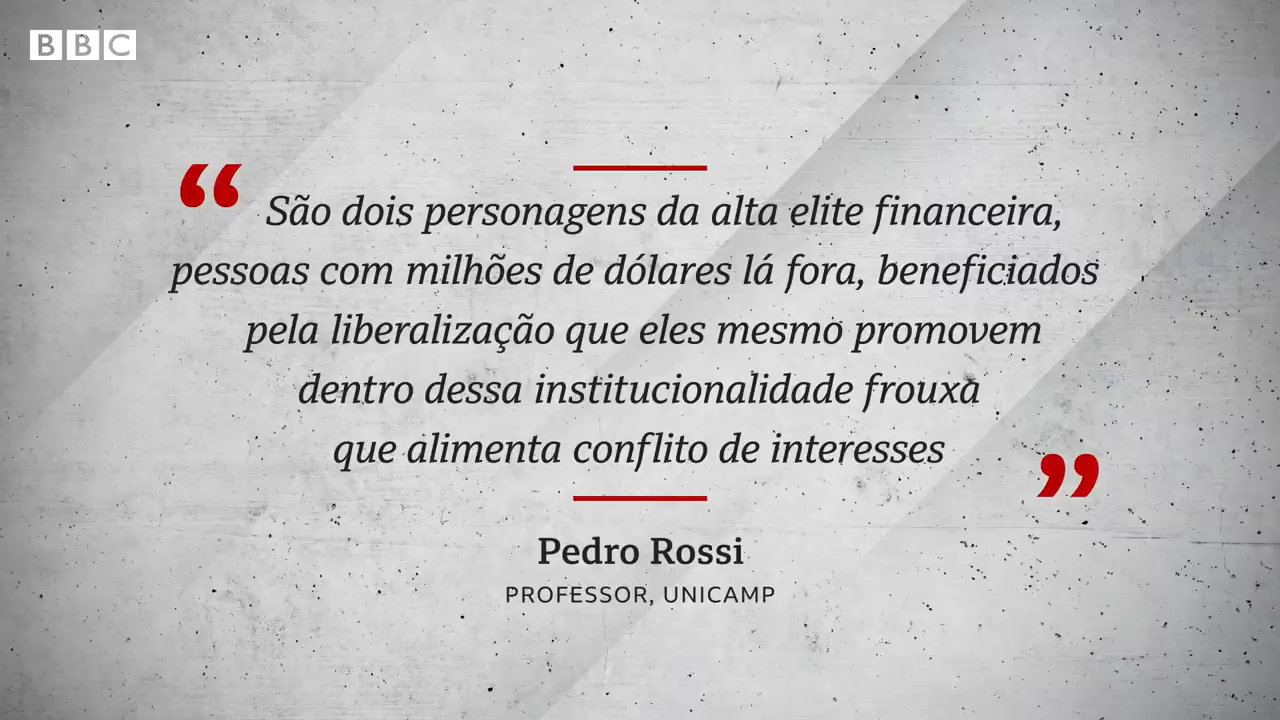 BBC
“ São dois personagens da alta elite financeira,
pessoas com milhões de dólares lá fora, beneficiados
pela liberalização que eles mesmo promovem
dentro dessa institucionalidade frouxa
que alimenta conflito de interesses ”
Pedro Rossi
PROFESSOR, UNICAMP